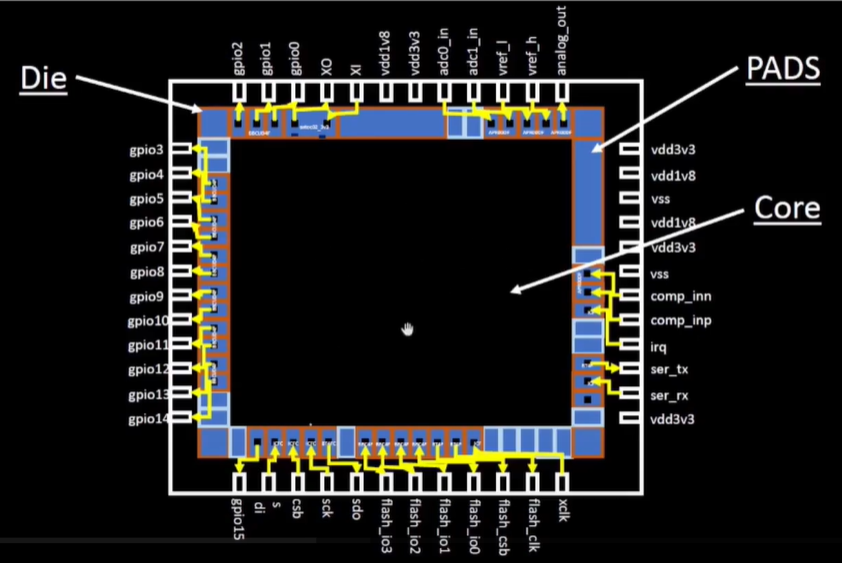 gpio2
gpio1
gpio0
XO
XI
vdd1v8
vdd3v3
adc0_in
adc1_in
vref_l
vref_h
analog_out
Die
PADS
Core
gpio3
gpio4
gpio5
gpio6
gpio7
gpio8
gpio9
gpio10
gpio11
gpio12
gpio13
gpio14
vdd3v3
vdd1v8
vss
vdd1v8
vdd3v3
vss
comp_inn
comp_inp
irq
ser_tx
ser_rx
vdd3v3
gpio15
di
s
csb
sck
sdo
flash_io3
flash_io2
flash_io1
flash_io0
flash_csb
flash_clk
xclk